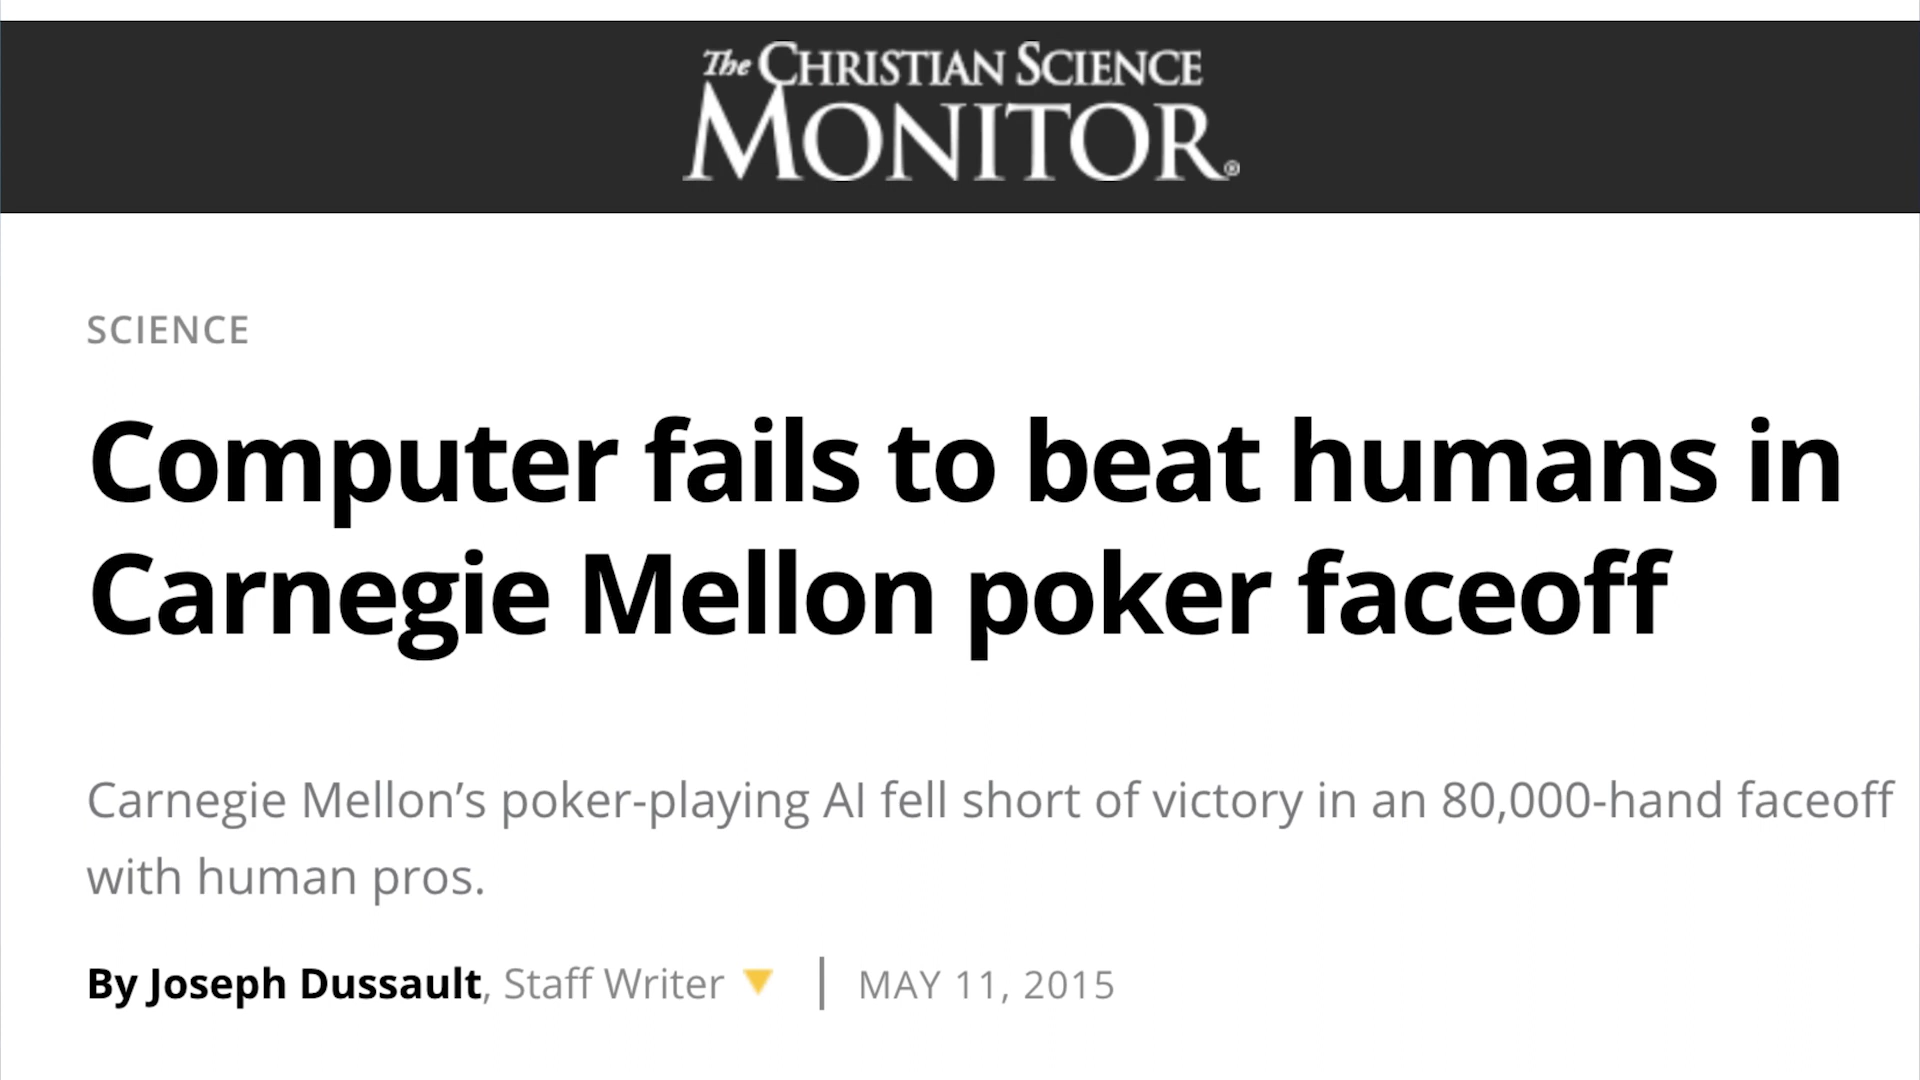 The CHRISTIAN SCIENCE
MONITOR®
SCIENCE
Computer fails to beat humans in
Carnegie Mellon poker faceoff
Carnegie Mellon’s poker-playing AI fell short of victory in an 80,000-hand faceoff
with human pros.
By Joseph Dussault, Staff Writer | MAY 11, 2015